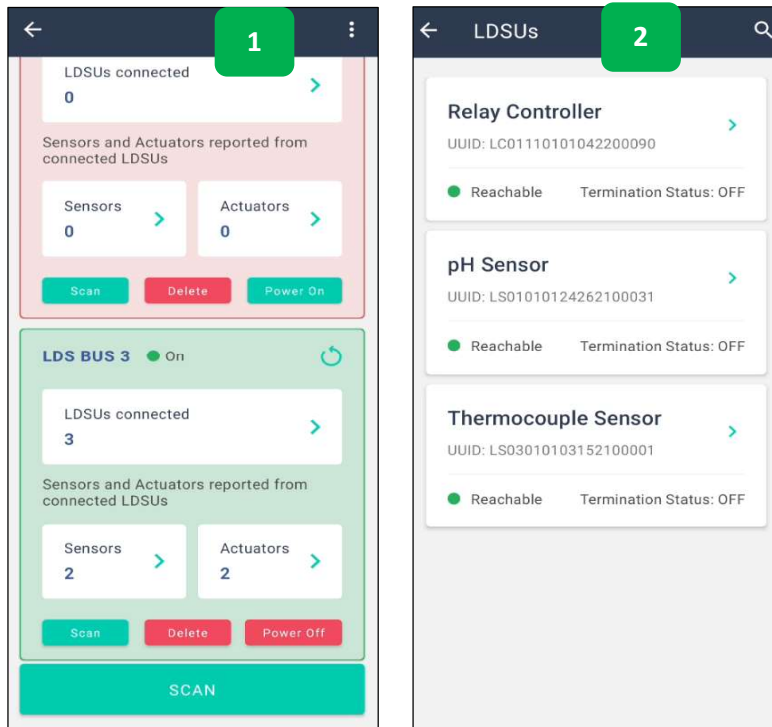 1
LDSUs connected
0
Sensors and Actuators reported from
connected LDSUs
Sensors
0
Actuators
0
Scan
Delete
Power On
LDS BUS 3
On
LDSUs connected
3
Sensors and Actuators reported from
connected LDSUs
Sensors
2
Actuators
2
Scan
Delete
Power Off
SCAN
LDSUs
2
Relay Controller
UUID: LC01110101042200090
Reachable
Termination Status: OFF
pH Sensor
UUID: LS01010124262100031
Reachable
Termination Status: OFF
Thermocouple Sensor
UUID: LS03010103152100001
Reachable
Termination Status: OFF